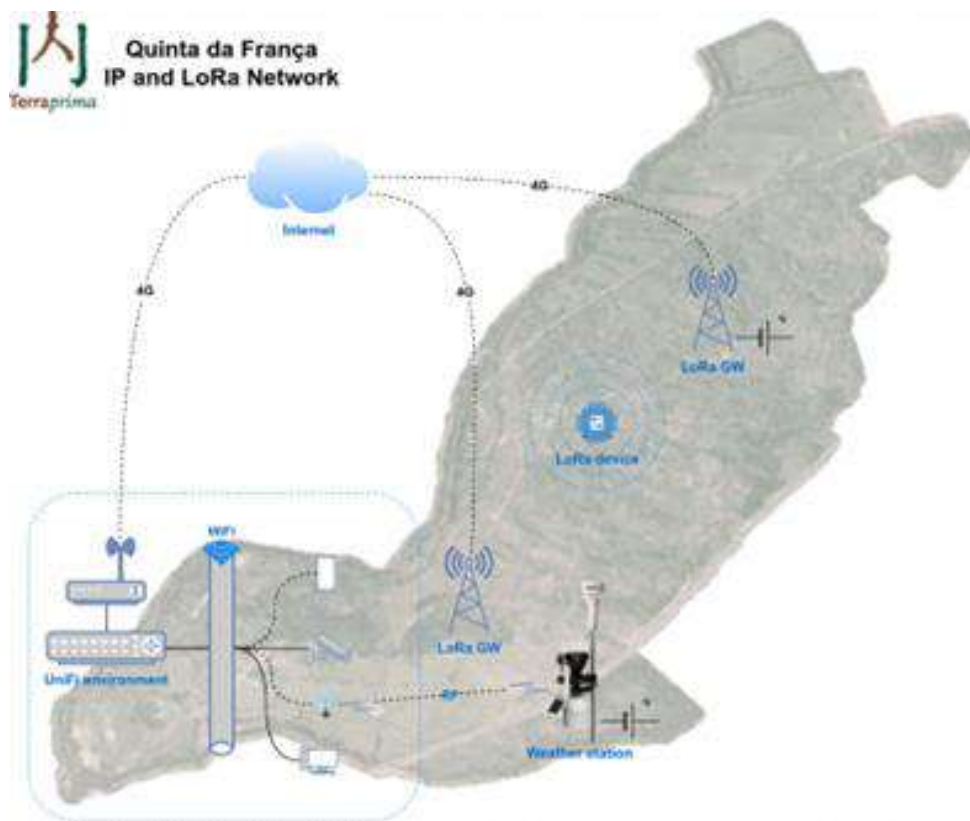 Quinta da França
IP and LoRa Network
Terraprima
Internet
4G
4G
4G
LoRa GW
LoRa device
WiFi
LoRa GW
UniFi environment
RF
Weather station